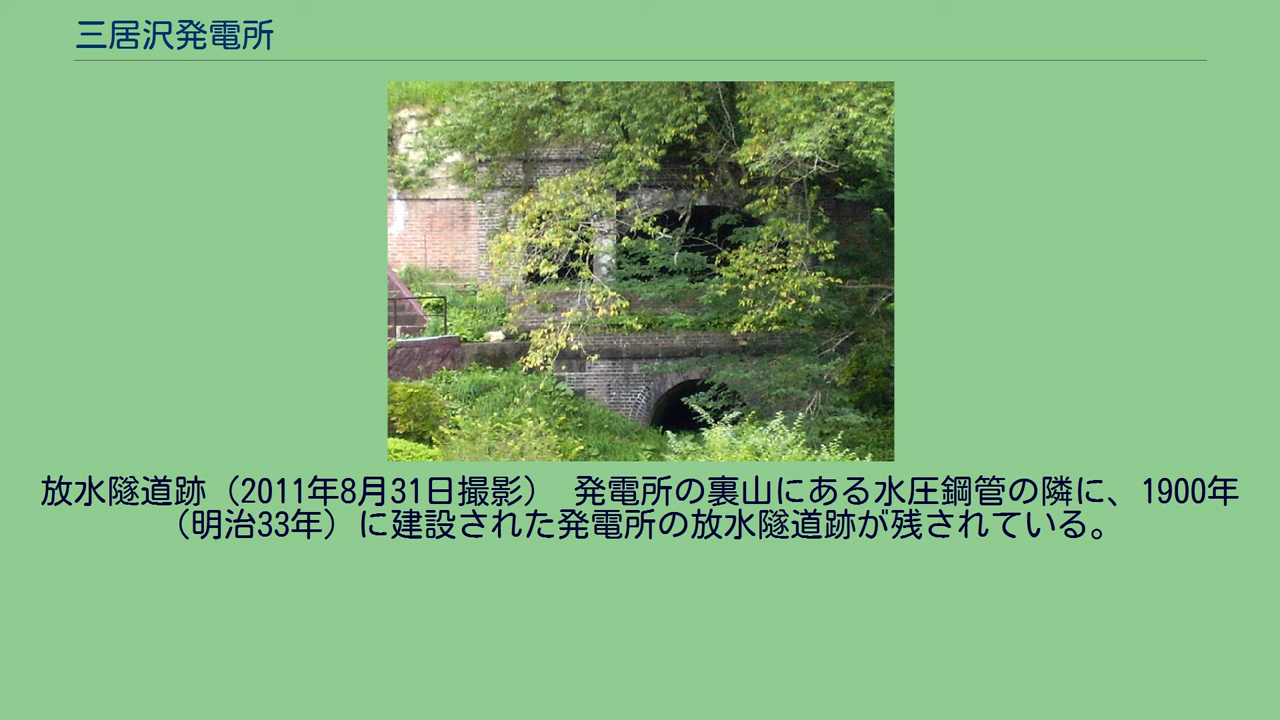 三居沢発電所
放水隧道跡（2011年8月31日撮影） 発電所の裏山にある水圧鋼管の隣に、1900年
（明治33年）に建設された発電所の放水隧道跡が残されている。